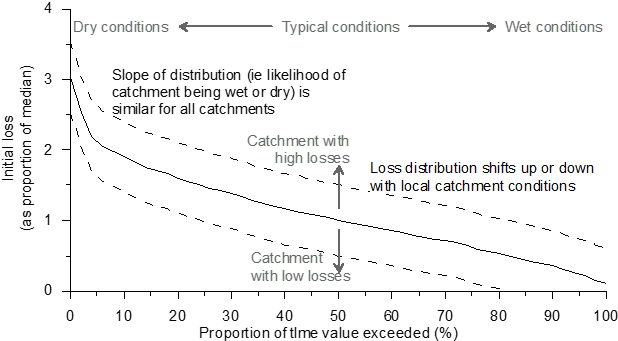 4
Dry conditions
Typical conditions
Wet conditions
Slope of distribution (ie likelihood of
catchment being wet or dry) is
similar for all catchments
3
Catchment with
high losses
Loss distribution shifts up or down
with local catchment conditions
2
Initial loss
(as proportion of median)
1
Catchment
with low losses
0
0 10 20 30 40 50 60 70 80 90 100
Proportion of tIme value exceeded (%)